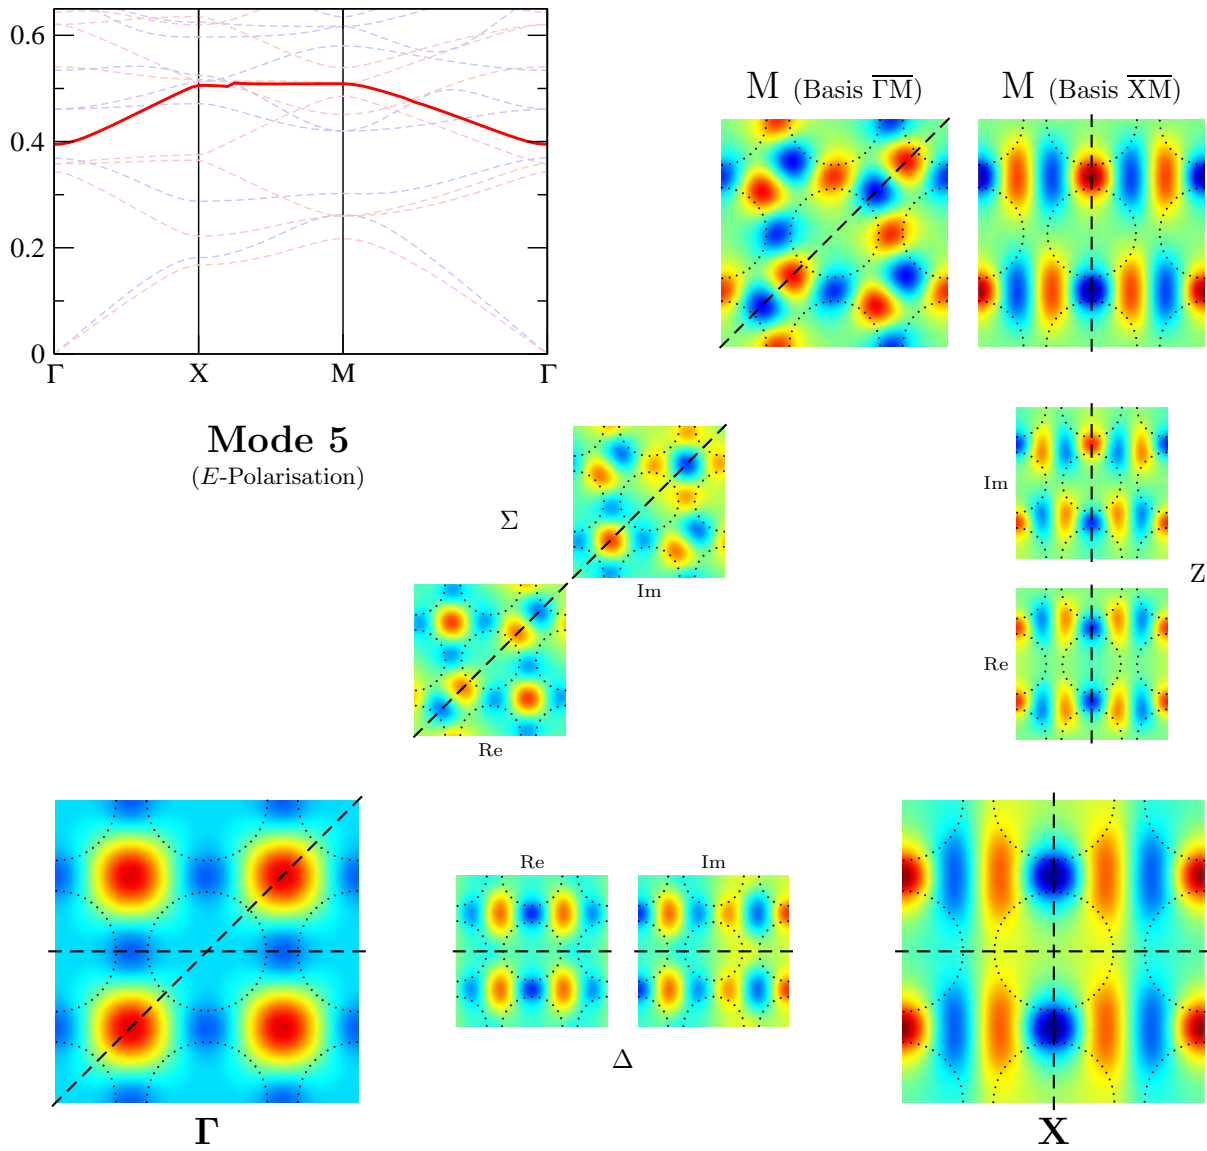 0.6
0.4
0.2
0
Γ X M Γ
M (Basis ΓM)
M (Basis XM)
Mode 5
(E-Polarisation)
Σ
Im
Re
Im
Z
Re
Re Im
Δ
Γ
X